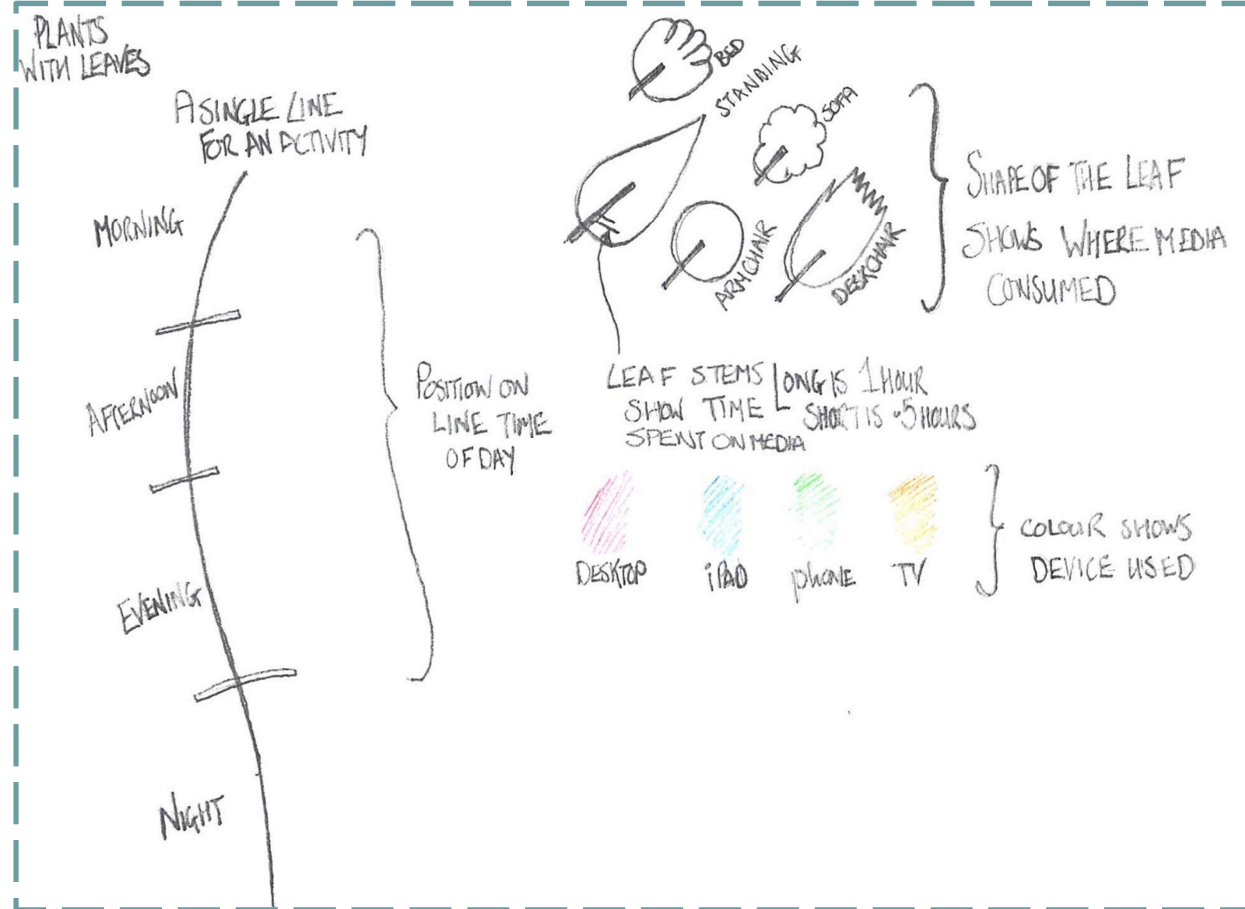 PLANTS
WITH LEAVES
A SINGLE LINE
FOR AN ACTIVITY
MORNING
AFTERNOON
EVENING
NIGHT
POSITION ON
LINE TIME
OF DAY
BED
STANDING
SOFA
ARMCHAIR
DESKCHAIR
SHAPE OF THE LEAF
SHOWS WHERE MEDIA
CONSUMED
LEAF STEMS
SHOW TIME
SPENT ON MEDIA
LONG IS 1 HOUR
SHORT IS .5 HOURS
DESKTOP
iPAD
phone
TV
COLOUR SHOWS
DEVICE USED